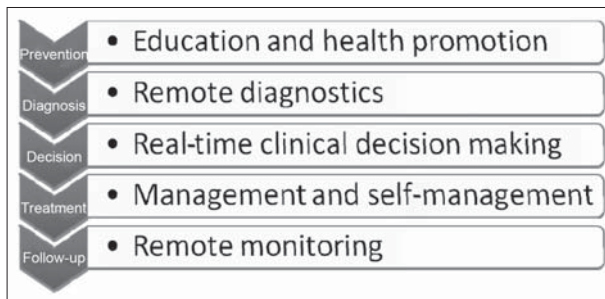 Prevention
• Education and health promotion
Diagnosis
• Remote diagnostics
Decision
• Real-time clinical decision making
Treatment
• Management and self-management
Follow-up
• Remote monitoring